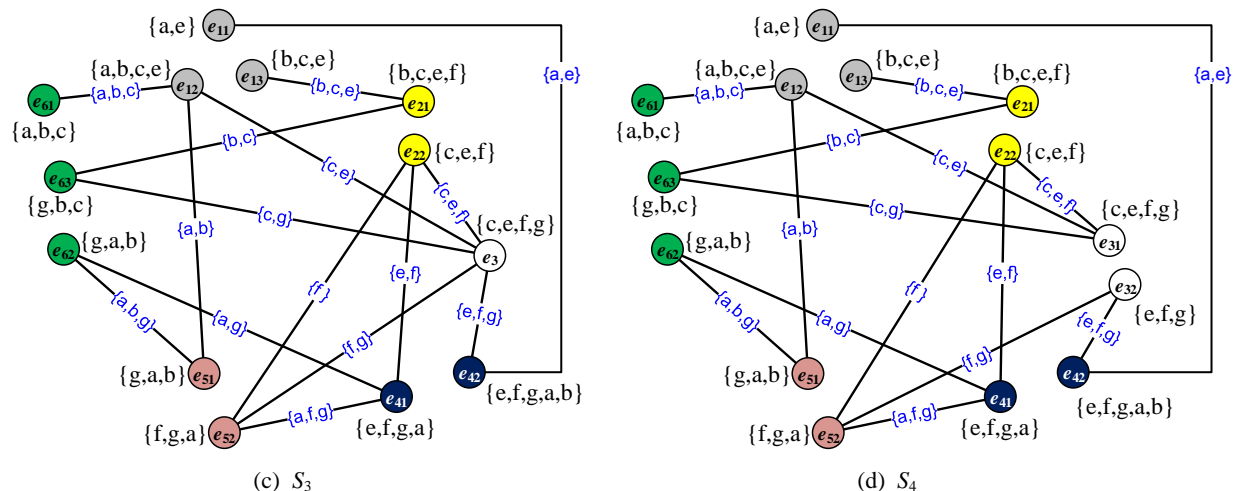 {a,e} e11
{b,c,e}
{a,b,c,e} e13 {b,c,e,f}
{a,e}
e61 {a,b,c} e12 {b,c,e} e21
{a,b,c}
{b,c}
e22 {c,e,f}
e63 {c,e} {c,e,f}
{g,b,c} {c,g} {c,e,f,g}
{a,b}
e62 {g,a,b} e3
{f} {e,f}
{a,b,g} {a,g} {e,f,g}
{f,g}
{g,a,b} e51 e42
{e,f,g,a,b}
e41
{f,g,a} e52 {a,f,g} {e,f,g,a}
(c) S3
{a,e} e11
{b,c,e}
{a,b,c,e} e13 {b,c,e,f}
{a,e}
e61 {a,b,c} e12 {b,c,e} e21
{a,b,c}
{b,c}
e22 {c,e,f}
e63 {c,e} {c,e,f}
{g,b,c} {c,g} {c,e,f,g}
{a,b} e31
e62 {g,a,b}
{f} {e,f} e32
{a,b,g} {a,g} {e,f,g} {e,f,g}
{f,g}
{g,a,b} e51 e42
{e,f,g,a,b}
e41
{f,g,a} e52 {a,f,g} {e,f,g,a}
(d) S4